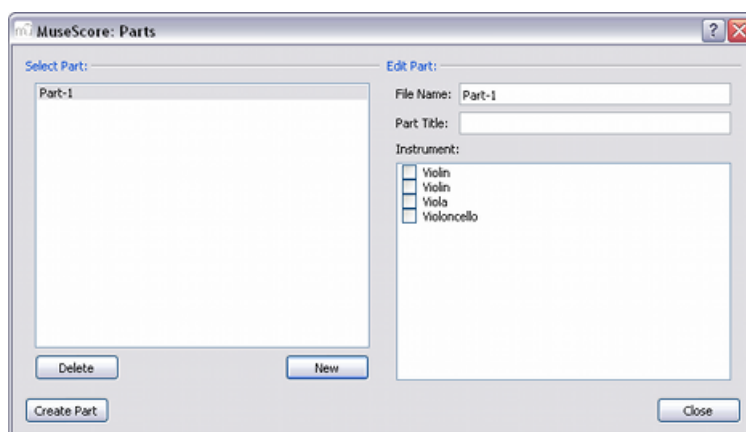 MuseScore: Parts
Select Part:
Part-1
Delete
New
Create Part
Edit Part:
File Name: Part-1
Part Title:
Instrument:
Violin
Violin
Viola
Violoncello
Close